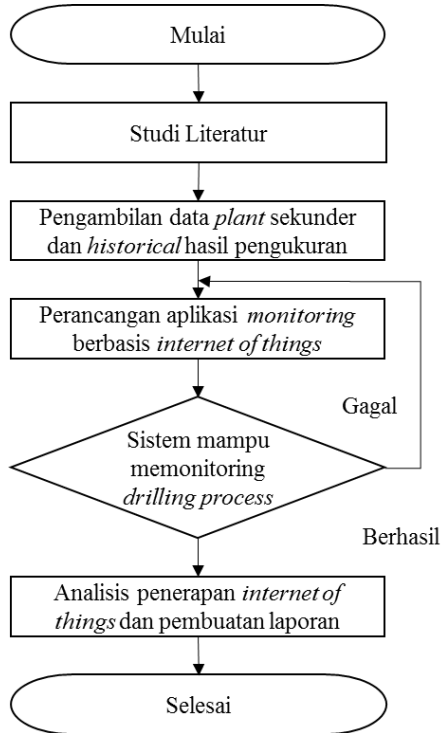 Mulai
Studi Literatur
Pengambilan data plant sekunder
dan historical hasil pengukuran
Perancangan aplikasi monitoring
berbasis internet of things
Gagal
Sistem mampu
memonitoring
drilling process
Berhasil
Analisis penerapan internet of
things dan pembuatan laporan
Selesai